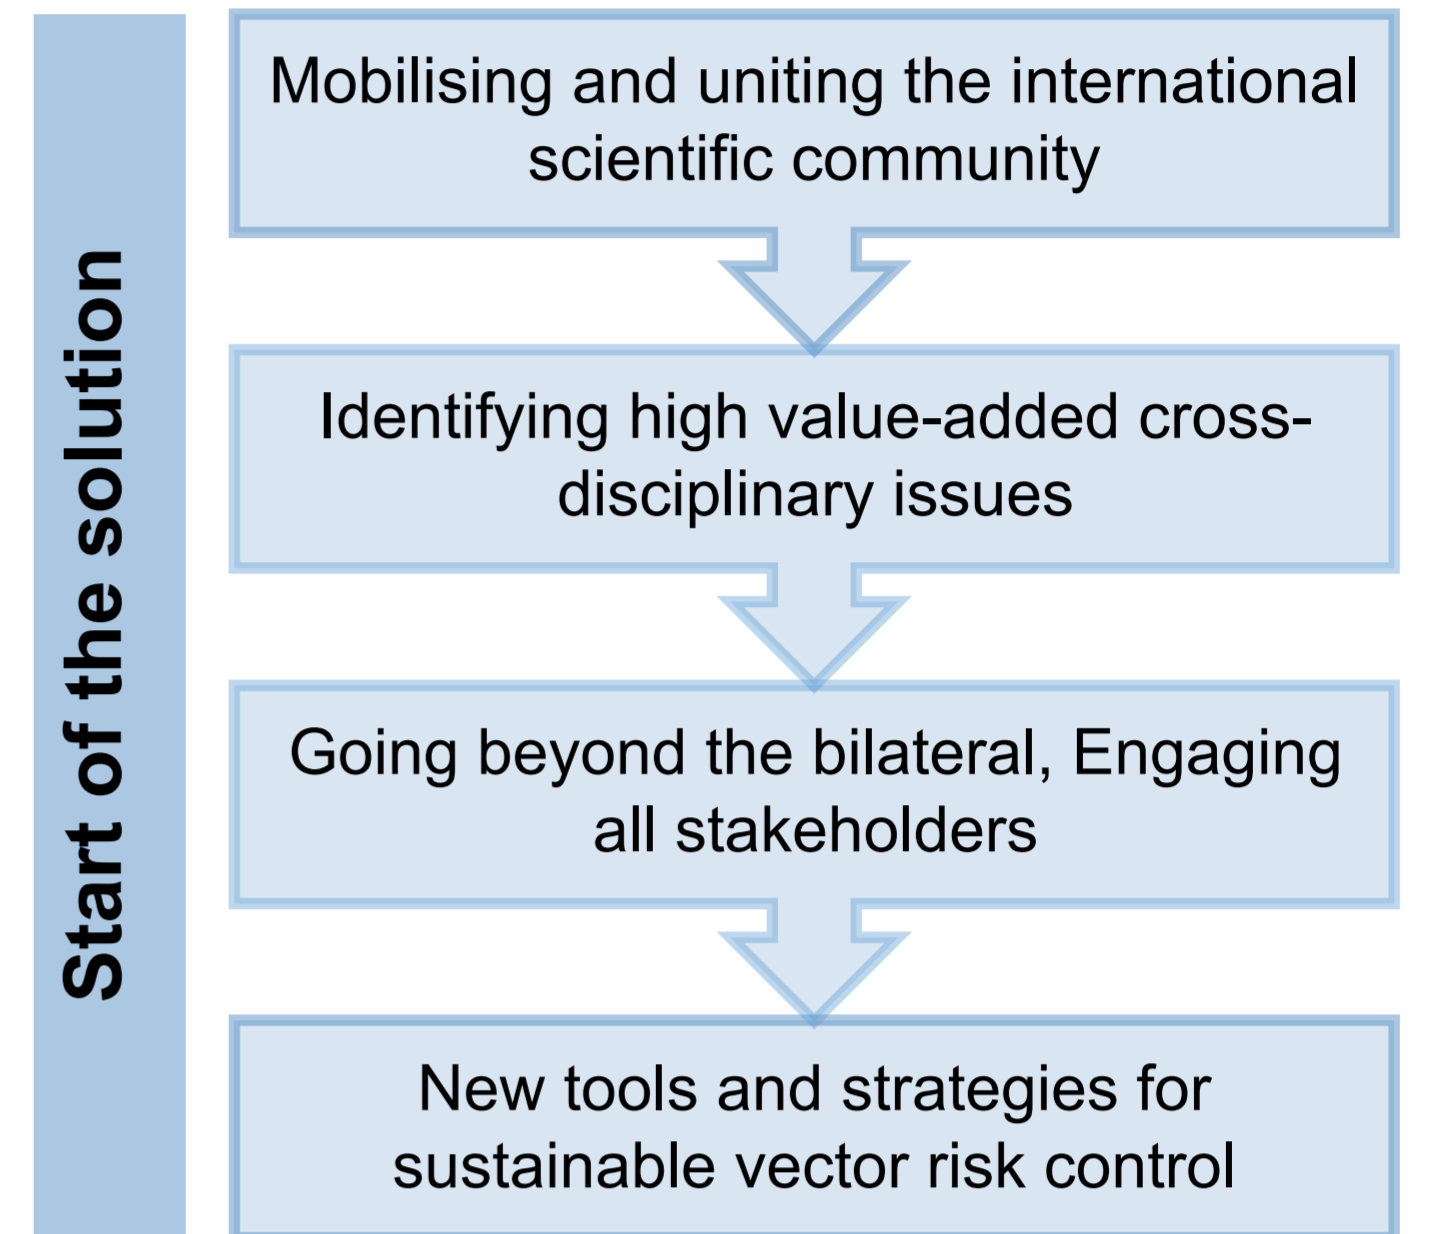 Start of the solution
Mobilising and uniting the international
scientific community
Identifying high value-added cross-
disciplinary issues
Going beyond the bilateral, Engaging
all stakeholders
New tools and strategies for
sustainable vector risk control